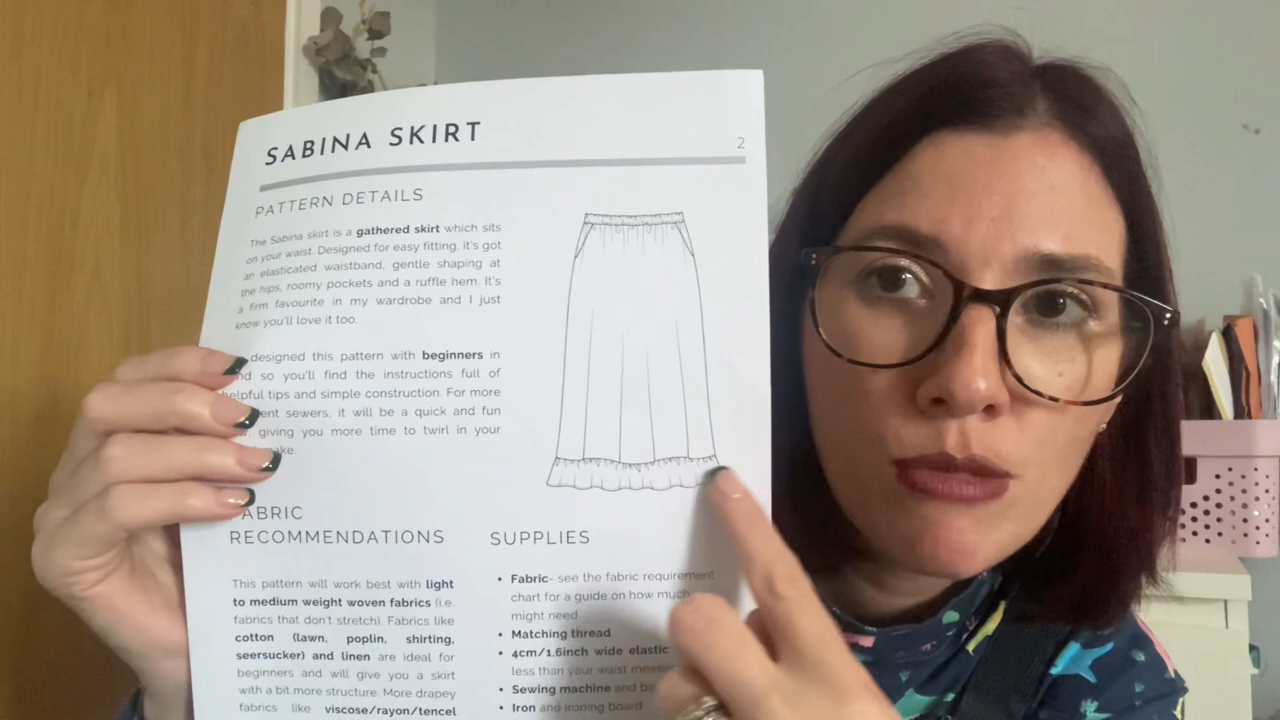 SABINA SKIRT
2
PATTERN DETAILS
The Sabina skirt is a gathered skirt which sits
on your waist. Designed for easy fitting, it's got
an elasticated waistband, gentle shaping at
the hips, roomy pockets and a ruffle hem. It's
a firm favourite in my wardrobe and I just
know you'll love it too.
designed this pattern with beginners in
so you'll find the instructions full of
helpful tips and simple construction. For more
sewers, it will be a quick and fun
giving you more time to twirl in your
FABRIC
RECOMMENDATIONS
This pattern will work best with light
to medium weight woven fabrics (i.e.
fabrics that don't stretch). Fabrics like
cotton (lawn, poplin, shirting,
seersucker) and linen are ideal for
beginners and will give you a skirt
with a bit more structure. More drapey
fabrics like viscose/rayon/tencel
SUPPLIES
• Fabric- see the fabric requirement
chart for a guide on how much
might need
• Matching thread
• 4cm/1.6inch wide elastic
less than your waist
• Sewing machine and
• Iron and ironing board